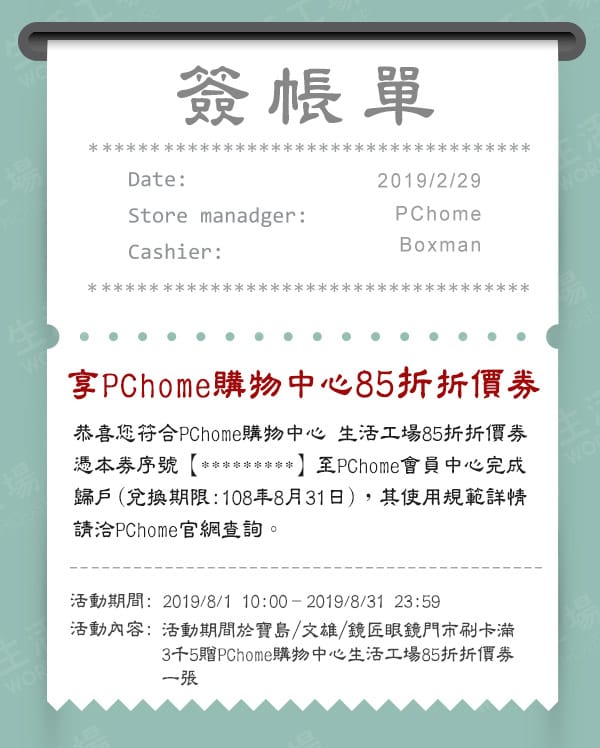 簽帳單
***********************************
Date: 2019/2/29
Store manadger: PChome
Cashier: Boxman
***********************************
享PChome購物中心85折折價券
恭喜您符合PChome購物中心 生活工場85折折價券
憑本券序號【*********】至PChome會員中心完成
歸戶(兌換期限:108年8月31日),其使用規範詳情
請洽PChome官網查詢。
活動期間: 2019/8/1 10:00-2019/8/31 23:59
活動內容: 活動期間於寶島/文雄/鏡匠眼鏡門市刷卡滿
3千5贈PChome購物中心生活工場85折折價券
一張